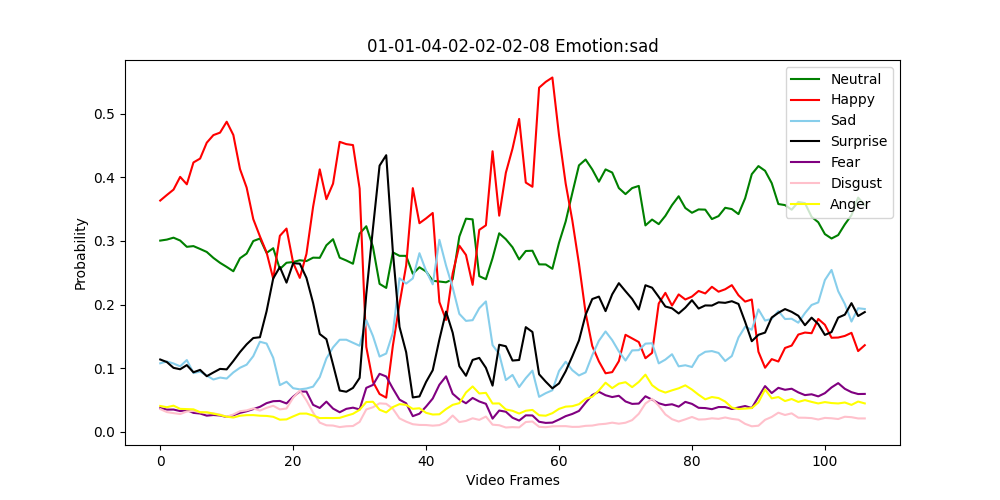 01-01-04-02-02-02-08 Emotion:sad
Neutral
Happy
Sad
Surprise
Fear
Disgust
Anger
Probability
0.5
0.4
0.3
0.2
0.1
0.0
0 20 40 60 80 100
Video Frames